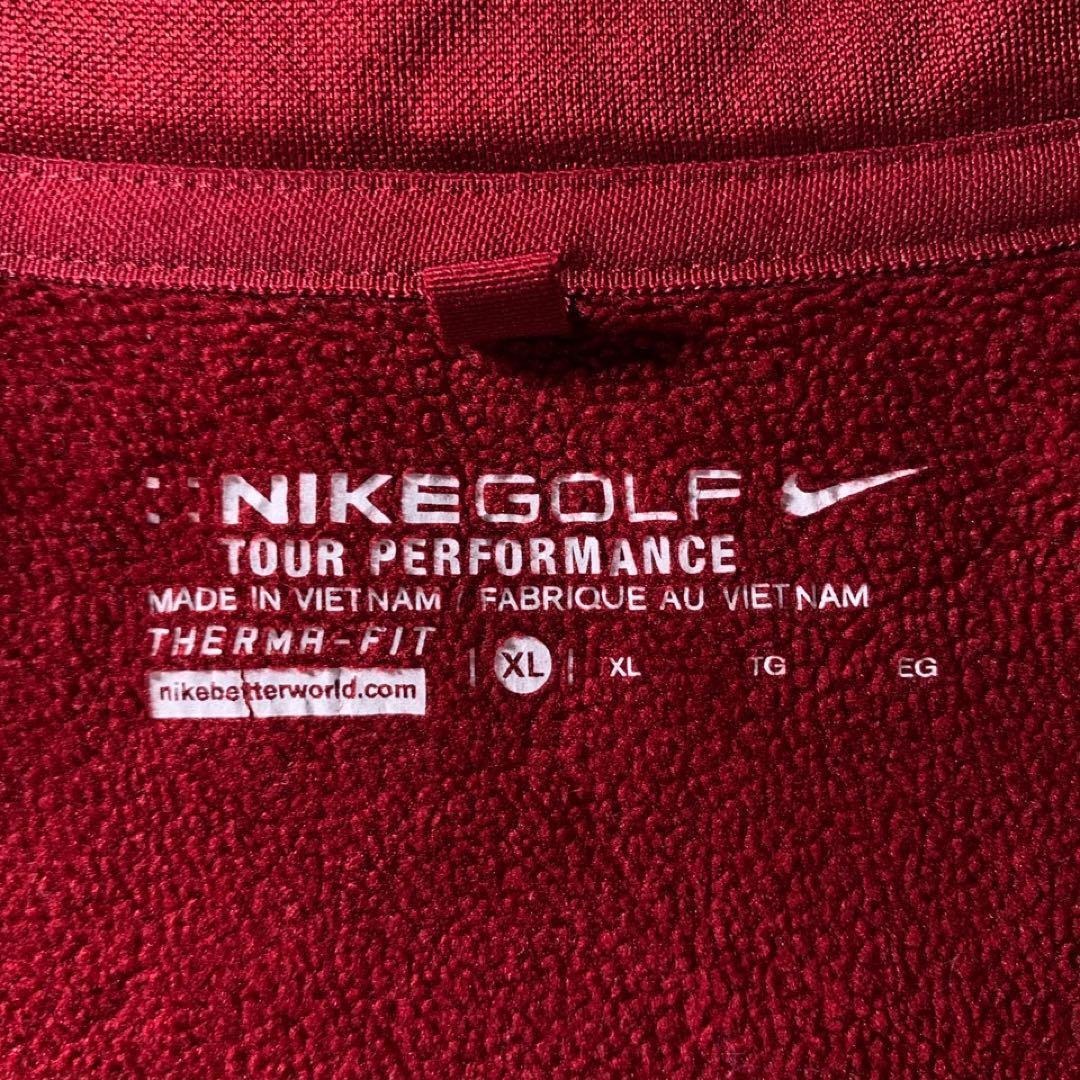 NIKEGOLF
TOUR PERFORMANCE
MADE IN VIETNAM / FABRIQUE AU VIETNAM
THERMA-FIT
| XL | XL TG EG
nikebetterworld.com